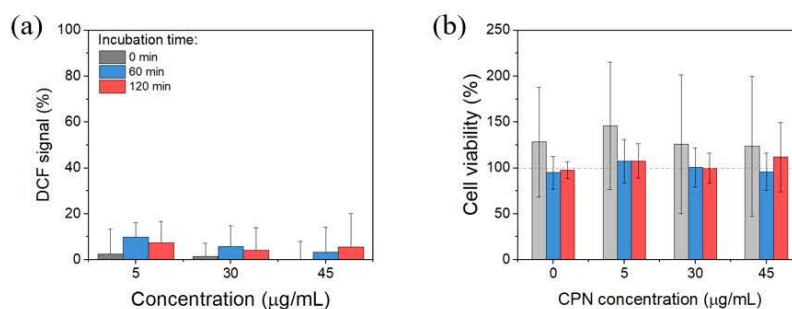 (a)
100
80
60
40
20
0
DCF signal (%)
Incubation time:
0 min
60 min
120 min
5 30 45
Concentration (μg/mL)
(b)
250
200
150
100
50
0
Cell viability (%)
0 5 30 45
CPN concentration (μg/mL)